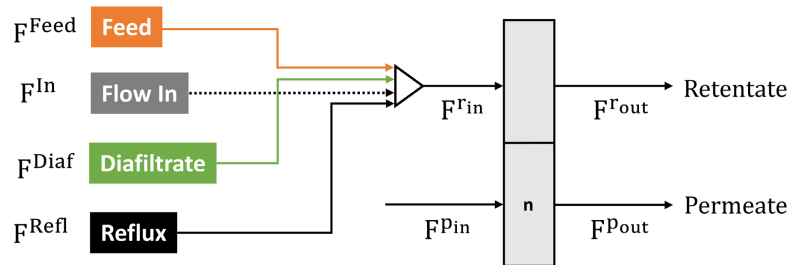 F^Feed Feed
F^In Flow In
F^Diaf Diafiltrate
F^Refl Reflux
F^r_in
F^r_out
Retentate
n
F^p_in
F^p_out
Permeate